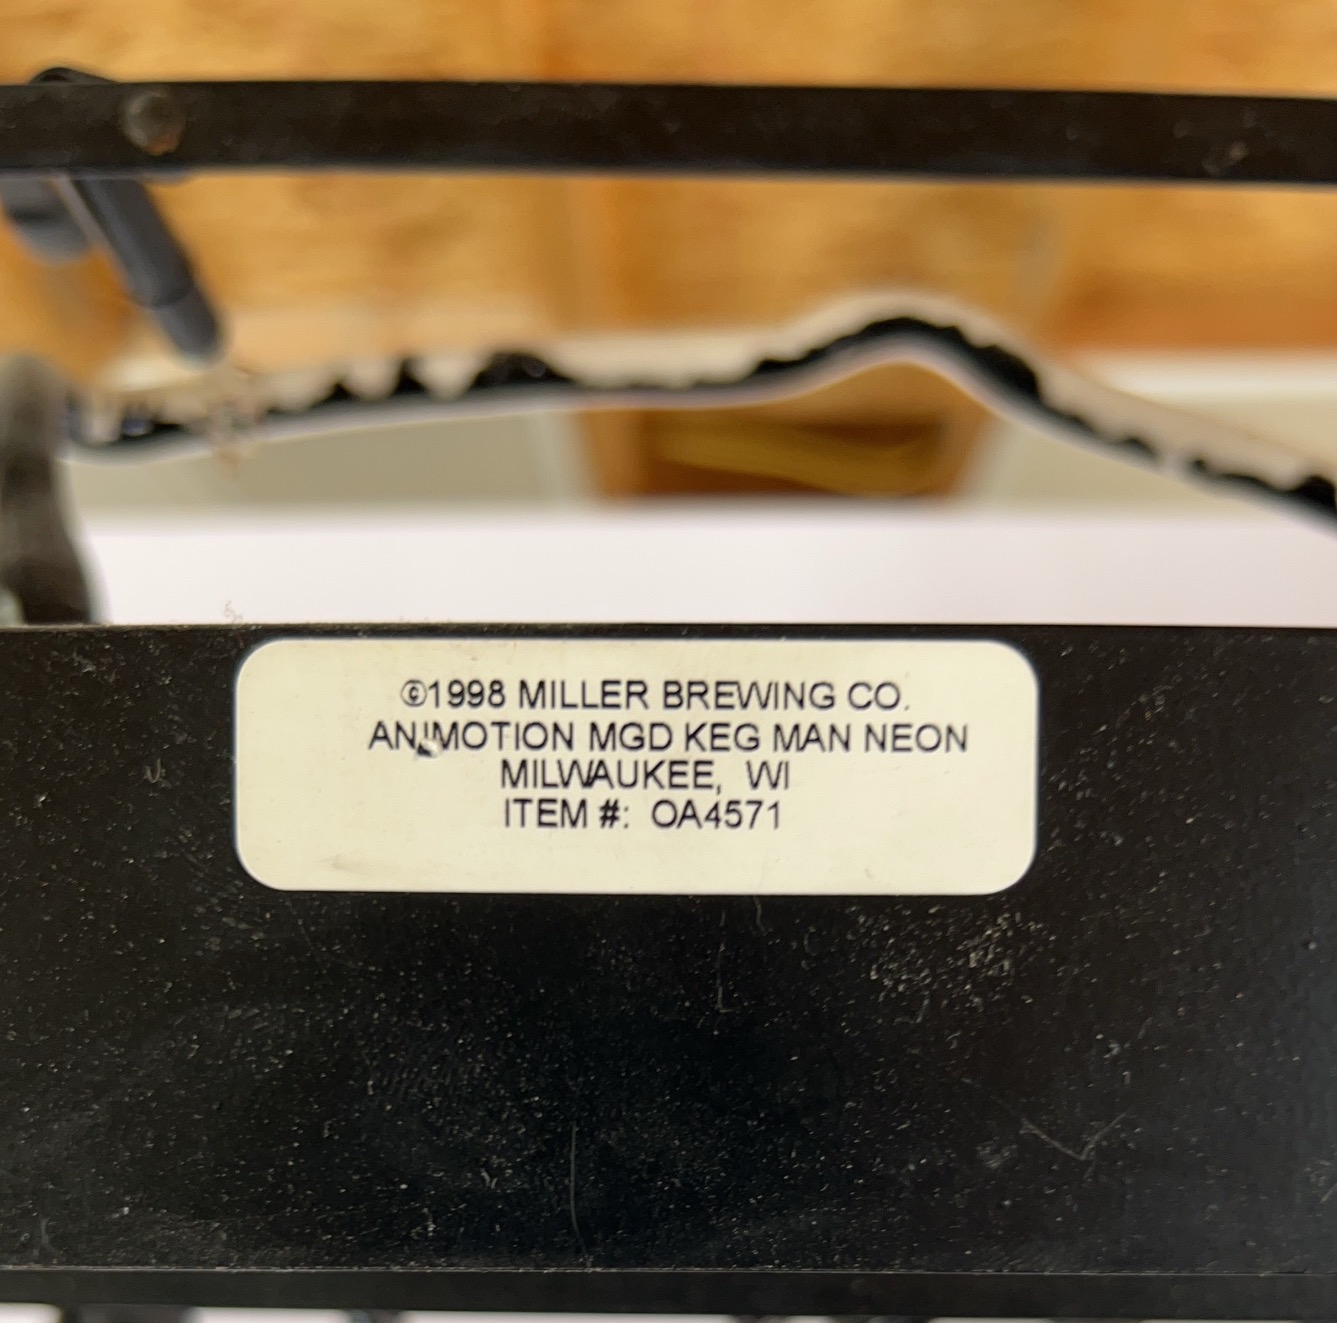 ©1998 MILLER BREWING CO.
ANIMOTION MGD KEG MAN NEON
MILWAUKEE, WI
ITEM #: OA4571